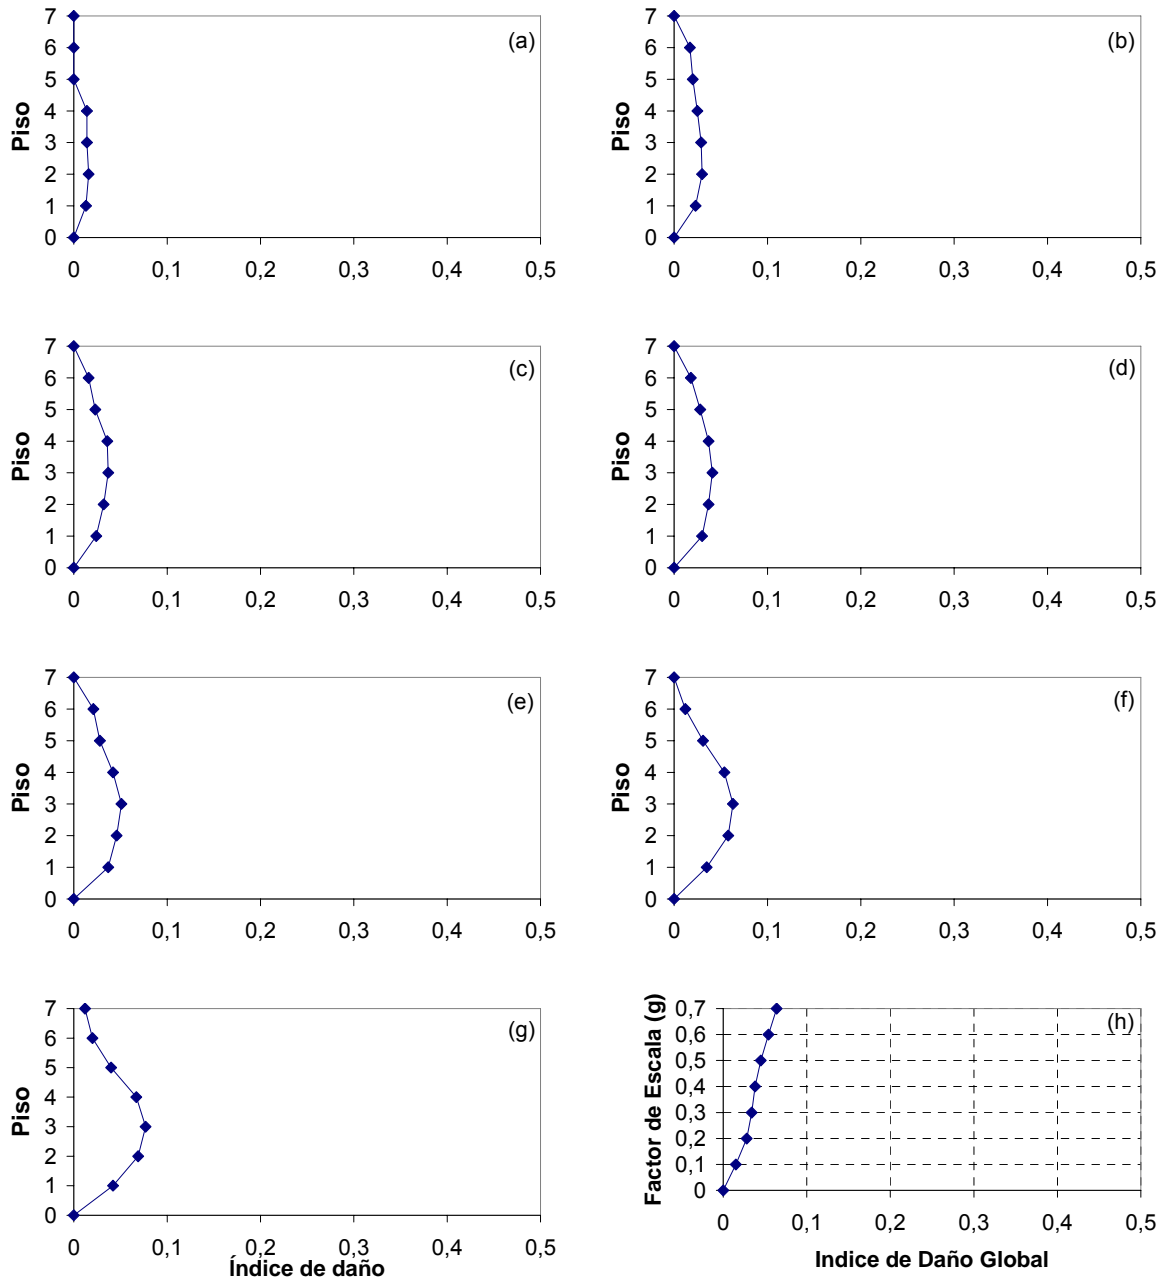 (a)
Piso
7
6
5
4
3
2
1
0
0 0,1 0,2 0,3 0,4 0,5
(b)
Piso
7
6
5
4
3
2
1
0
0 0,1 0,2 0,3 0,4 0,5
(c)
Piso
7
6
5
4
3
2
1
0
0 0,1 0,2 0,3 0,4 0,5
(d)
Piso
7
6
5
4
3
2
1
0
0 0,1 0,2 0,3 0,4 0,5
(e)
Piso
7
6
5
4
3
2
1
0
0 0,1 0,2 0,3 0,4 0,5
(f)
Piso
7
6
5
4
3
2
1
0
0 0,1 0,2 0,3 0,4 0,5
(g)
Piso
7
6
5
4
3
2
1
0
0 0,1 0,2 0,3 0,4 0,5
Índice de daño
(h)
Factor de Escala (g)
0,7
0,6
0,5
0,4
0,3
0,2
0,1
0
0 0,1 0,2 0,3 0,4 0,5
Indice de Daño Global